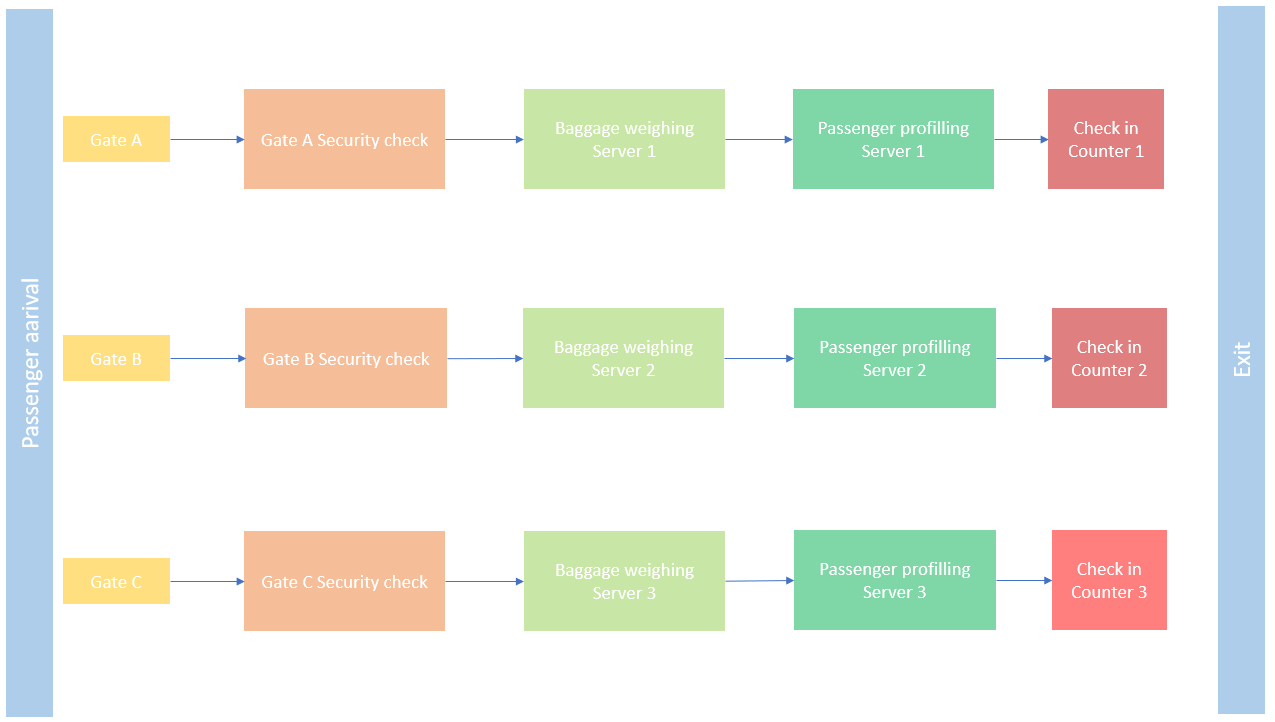 Passenger aarival
Gate A
Gate A Security check
Baggage weighing
Server 1
Passenger profilling
Server 1
Check in
Counter 1
Gate B
Gate B Security check
Baggage weighing
Server 2
Passenger profilling
Server 2
Check in
Counter 2
Gate C
Gate C Security check
Baggage weighing
Server 3
Passenger profilling
Server 3
Check in
Counter 3
Exit